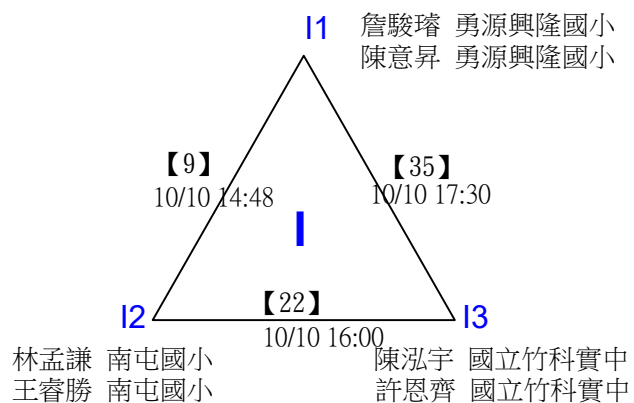 I1
詹駿璿 勇源興隆國小
陳意昇 勇源興隆國小
【9】
10/10 14:48
【35】
10/10 17:30
I
I2
【22】
10/10 16:00
I3
林孟謙 南屯國小
王睿勝 南屯國小
陳泓宇 國立竹科實中
許恩齊 國立竹科實中